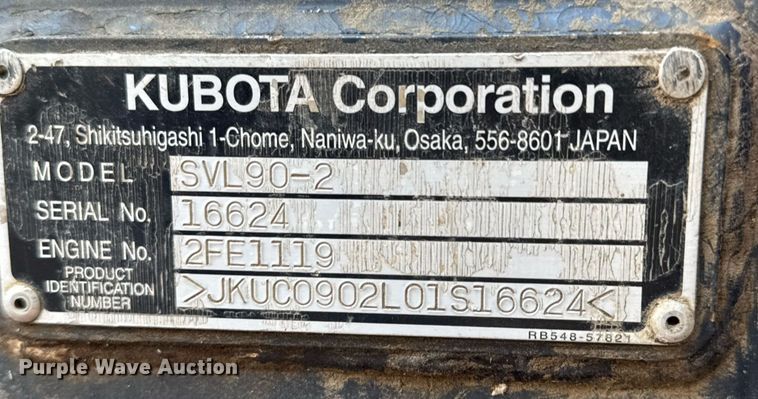 KUBOTA Corporation
2-47, Shikitsuhigashi 1-Chome, Naniwa-ku, Osaka, 556-8601 JAPAN
MODEL SVL90-2
SERIAL No. 16624
ENGINE No. 2FE1119
PRODUCT IDENTIFICATION NUMBER >JKUC0902L01S16624<
RB548-57821
Purple Wave Auction